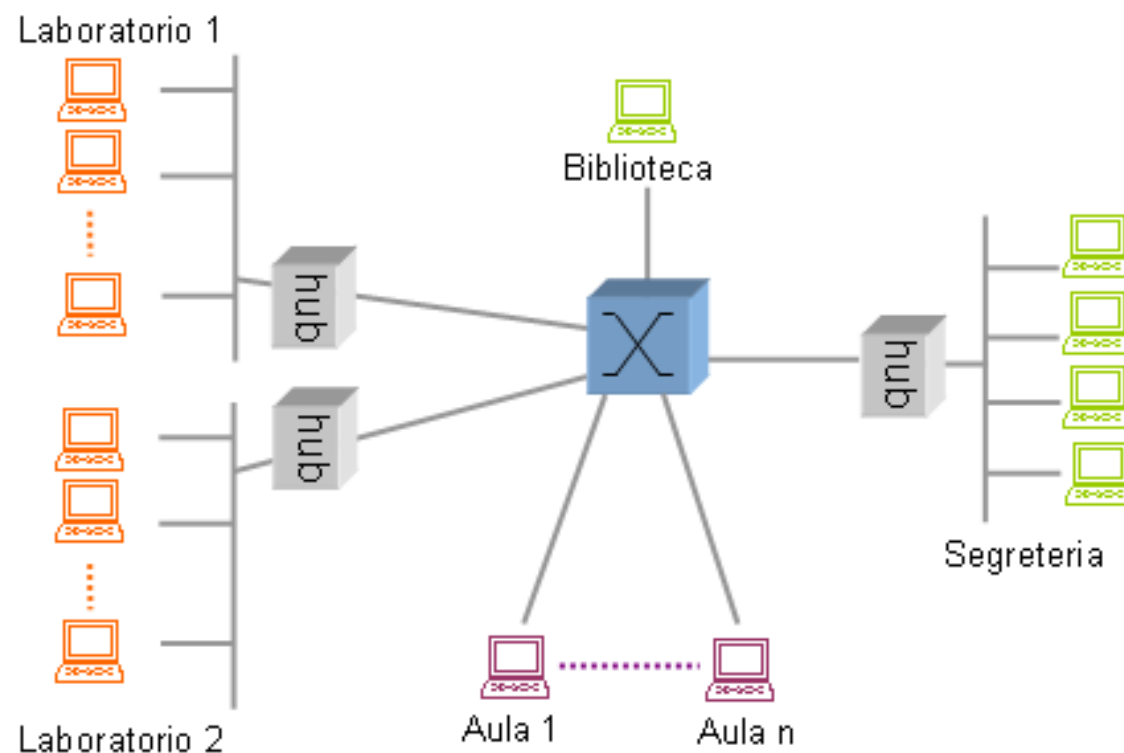 Laboratorio 1
Biblioteca
hub
hub
hub
Segreteria
Aula 1
Aula n
Laboratorio 2